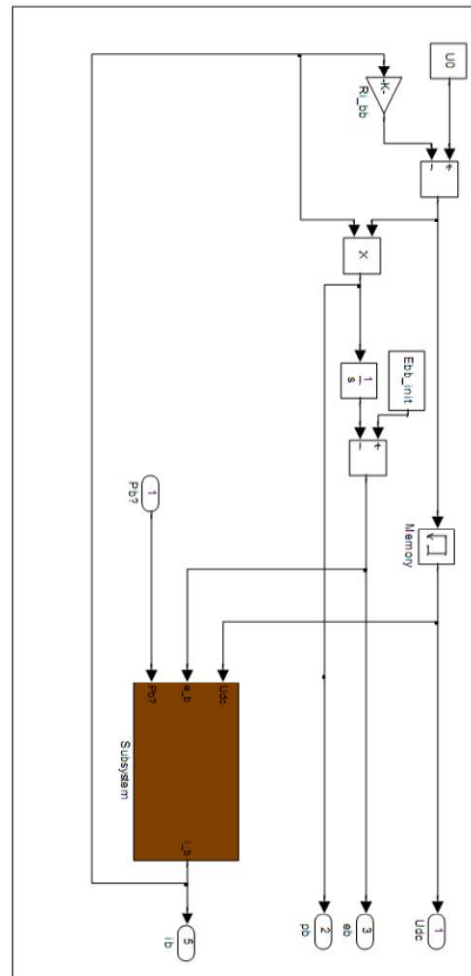 U0
-K-
Ri_bb
+
−
X
Ebb_init
1
s
+
−
Memory
1
Pb?
Udc
e_b
Pb?
i_b
Subsystem
1
Udc
3
eb
2
pb
5
ib